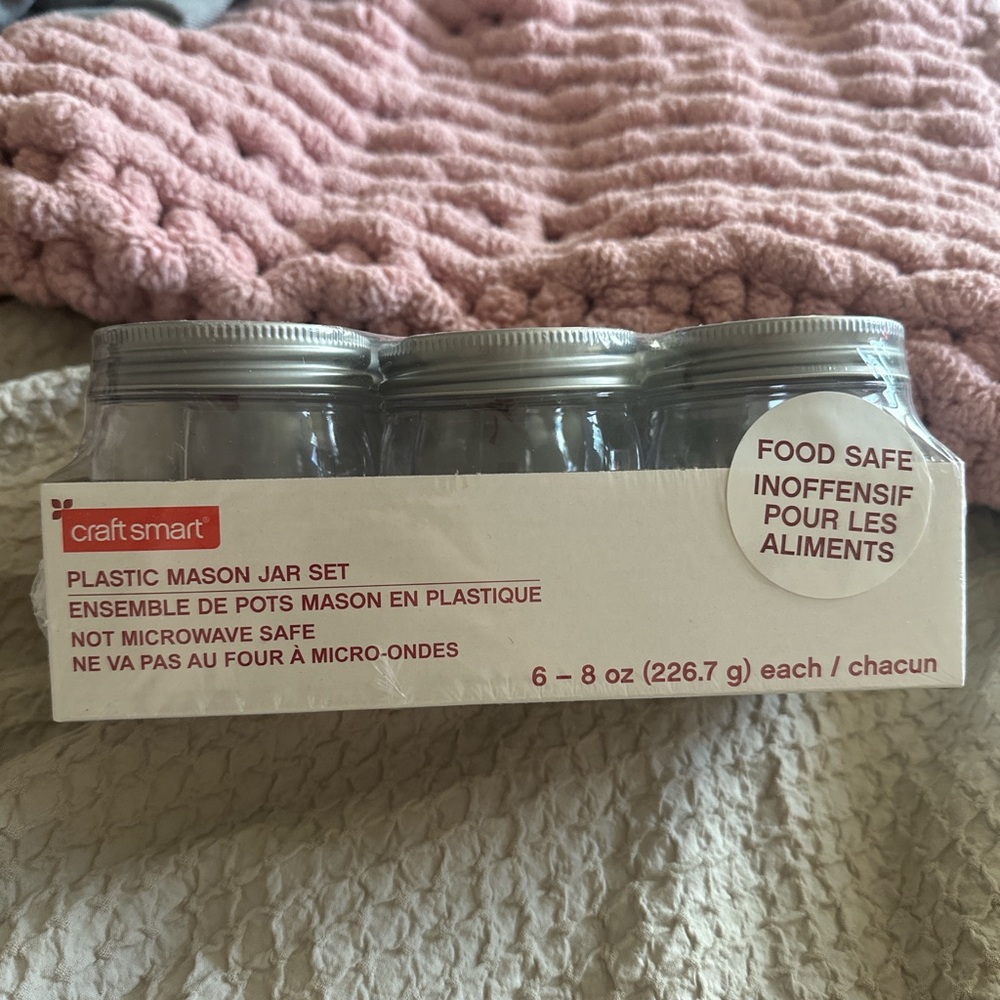 craft smart®
PLASTIC MASON JAR SET
ENSEMBLE DE POTS MASON EN PLASTIQUE
NOT MICROWAVE SAFE
NE VA PAS AU FOUR À MICRO-ONDES
6 – 8 oz (226.7 g) each / chacun
FOOD SAFE
INOFFENSIF
POUR LES
ALIMENTS